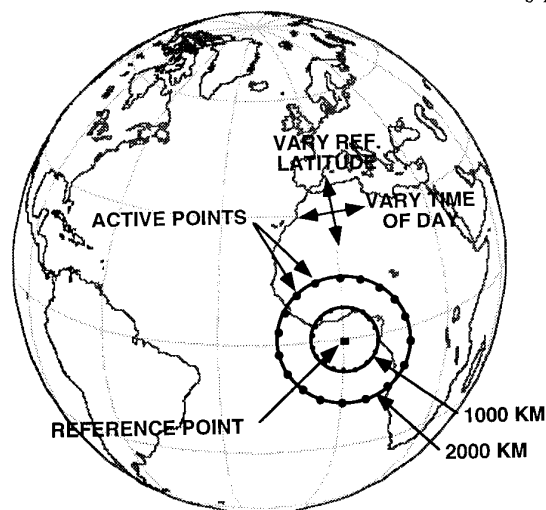 VARY REF.
LATITUDE
VARY TIME
OF DAY
ACTIVE POINTS
REFERENCE POINT
1000 KM
2000 KM